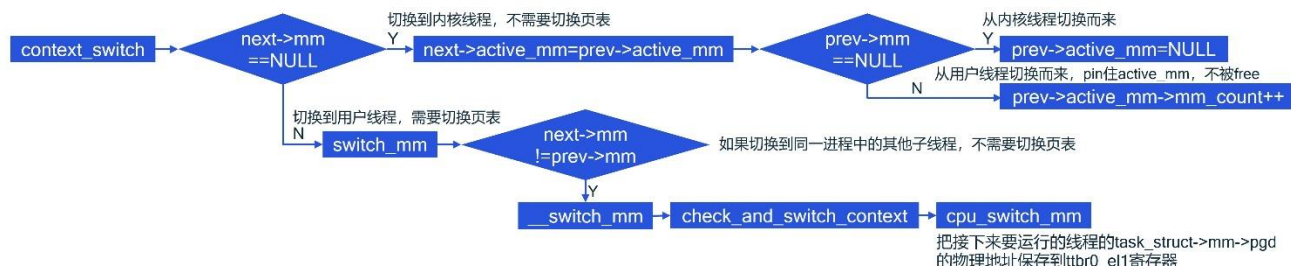 切换到内核线程，不需要切换页表
从内核线程切换而来
context_switch
next->mm
==NULL
Y
next->active_mm=prev->active_mm
prev->mm
==NULL
Y
prev->active_mm=NULL
从用户线程切换而来，pin住active_mm，不被free
N
prev->active_mm->mm_count++
切换到用户线程，需要切换页表
N
switch_mm
next->mm
!=prev->mm
如果切换到同一进程中的其他子线程，不需要切换页表
Y
__switch_mm
check_and_switch_context
cpu_switch_mm
把接下来要运行的线程的task_struct->mm->pgd
的物理地址保存到ttbr0_el1寄存器